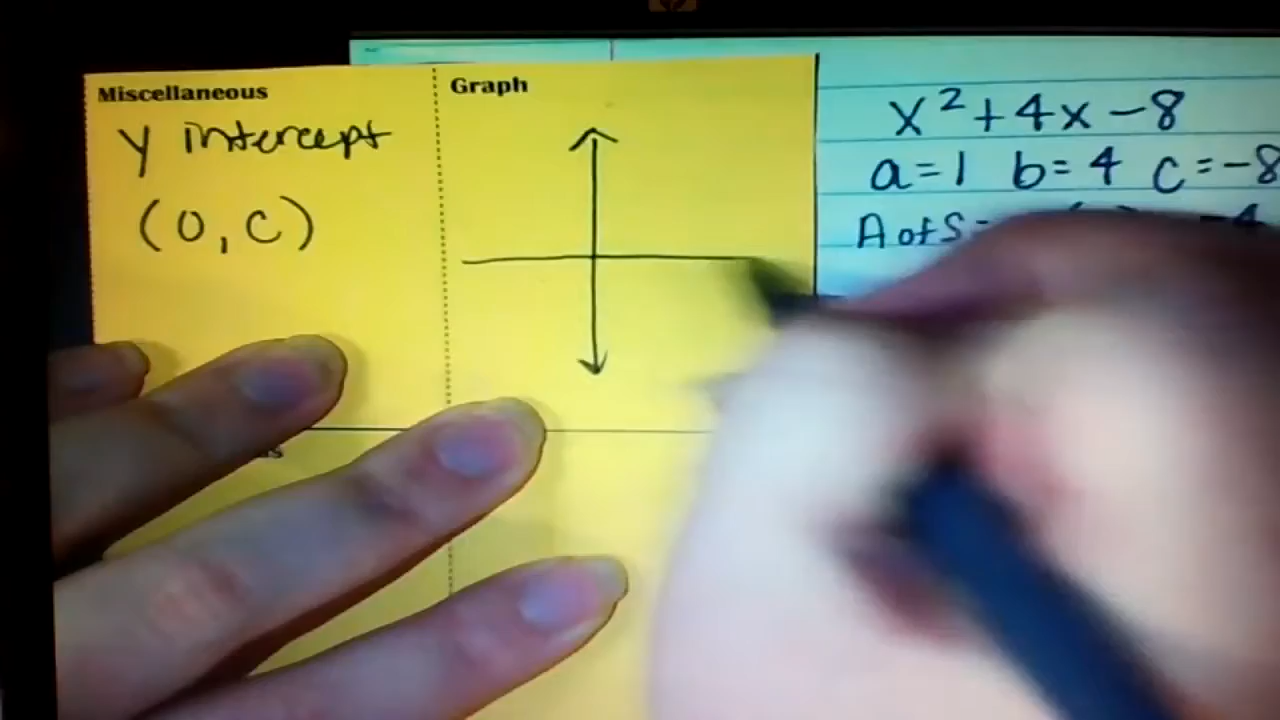 Miscellaneous
y intercept
(0, c)
Graph
x²+4x-8
a=1 b=4 c=-8
A of S=